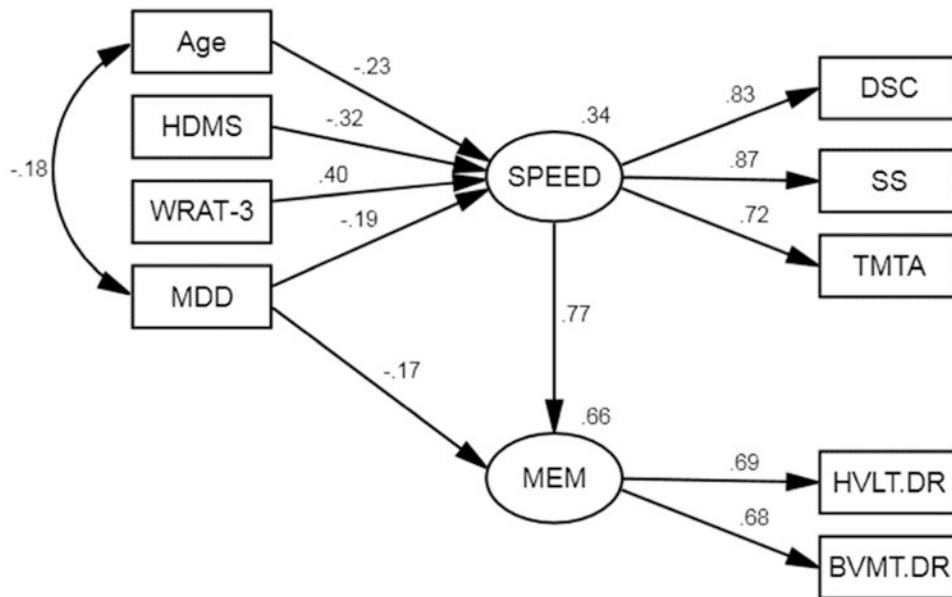 Age
HDMS
WRAT-3
MDD
-.18
-.23
-.32
.40
-.19
-.17
SPEED
.34
.77
MEM
.66
.83
.87
.72
DSC
SS
TMTA
.69
.68
HVLT.DR
BVMT.DR